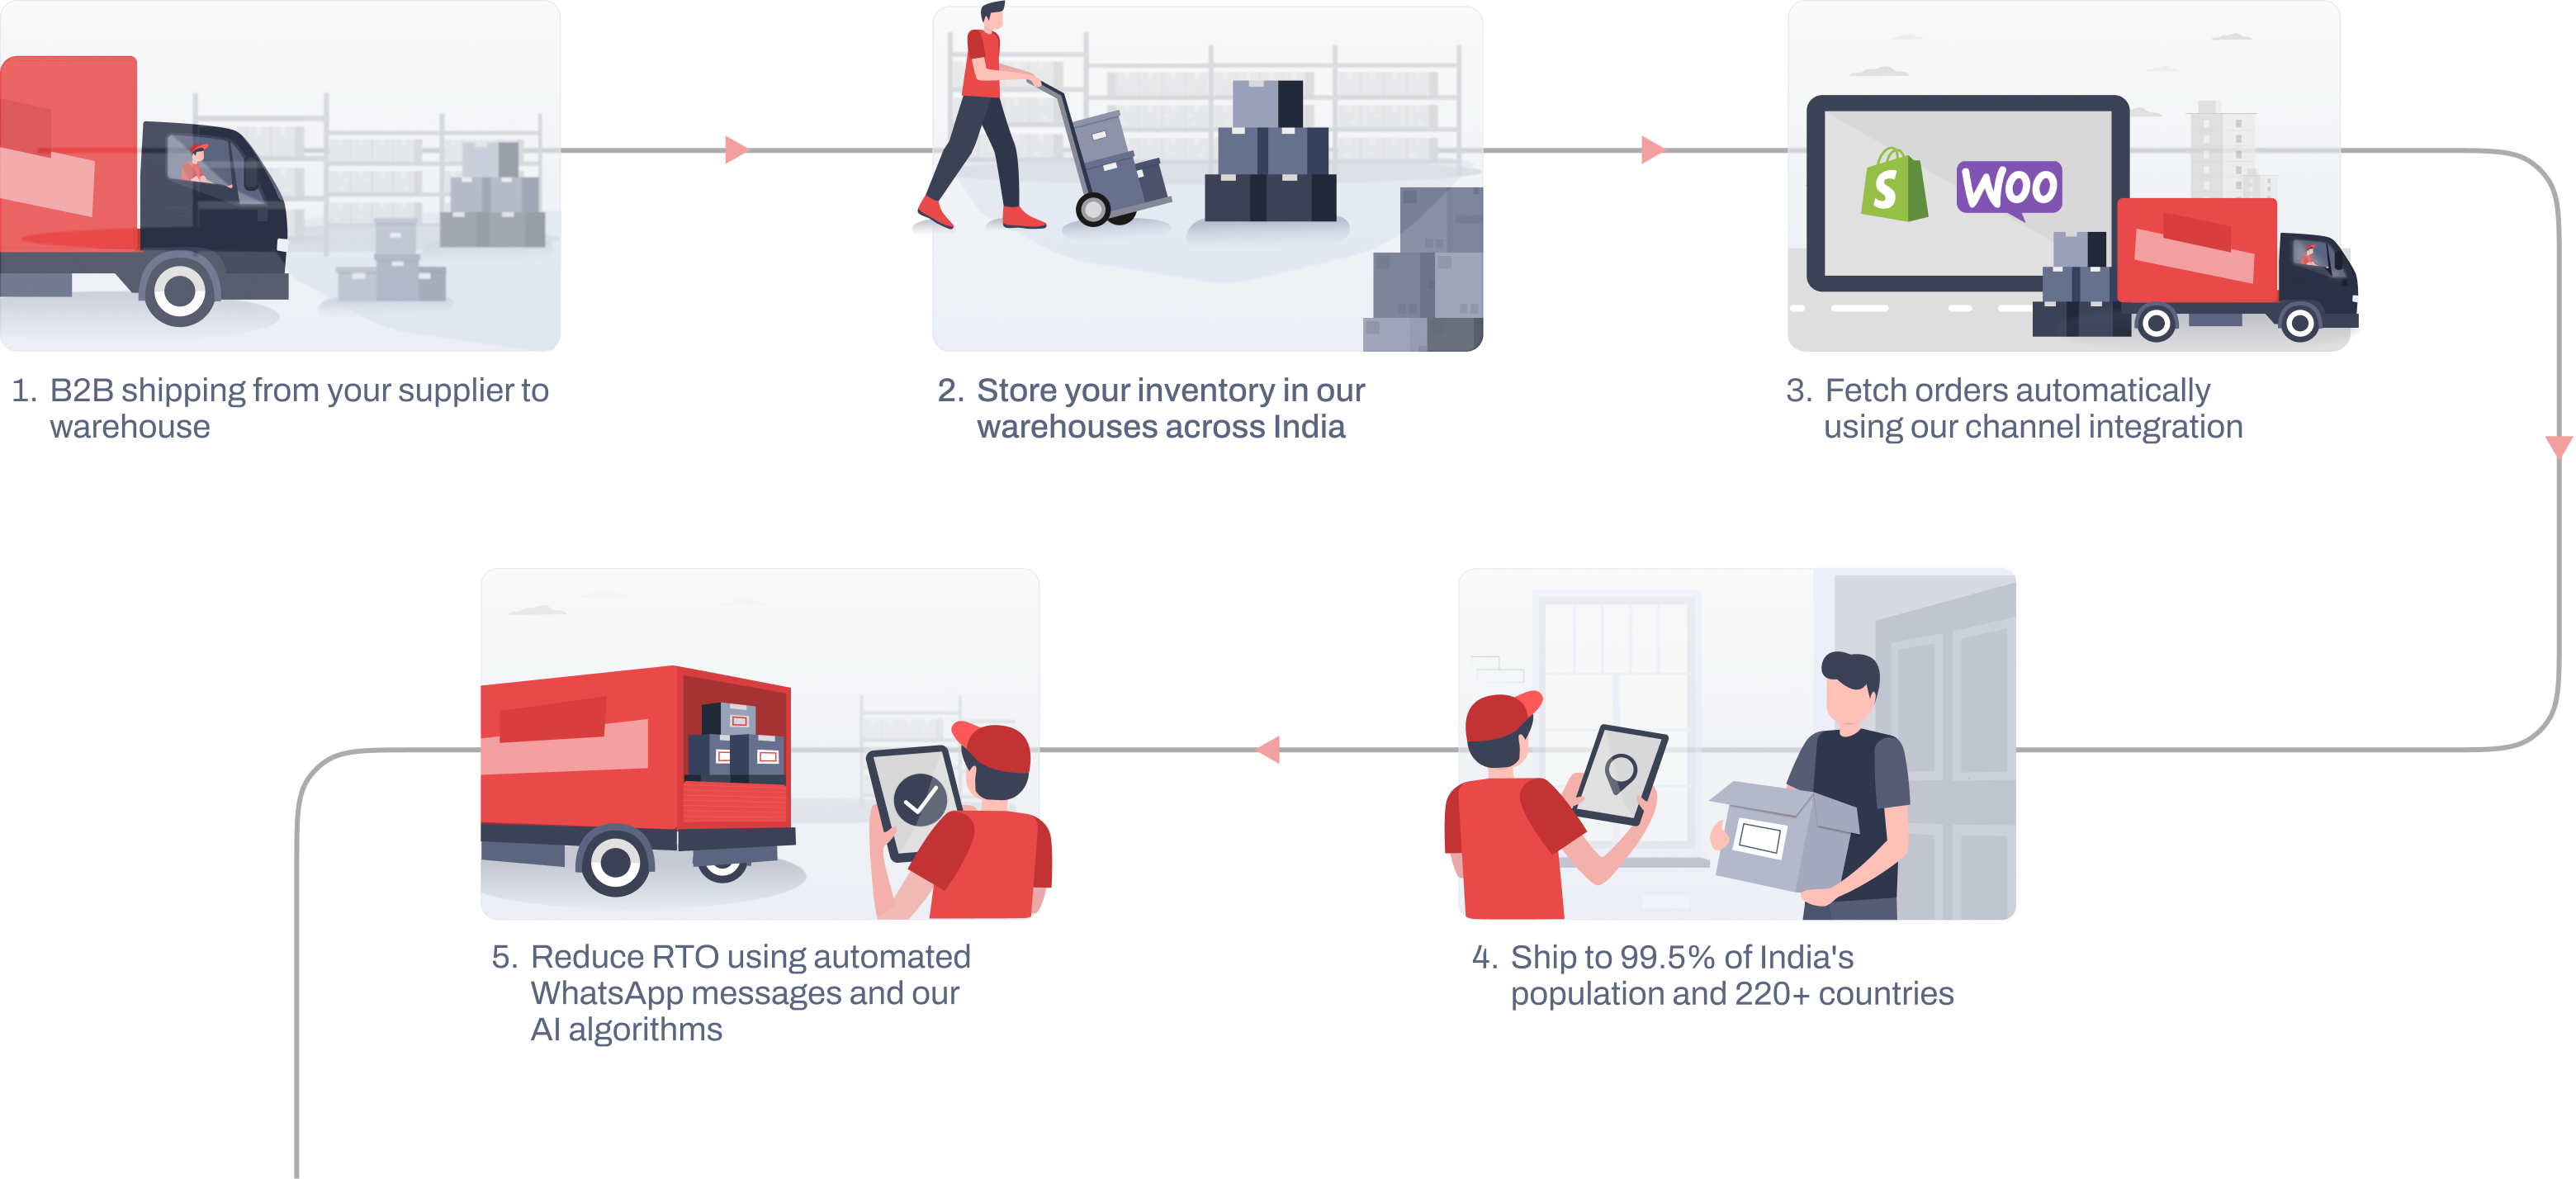 1. B2B shipping from your supplier to
warehouse
2. Store your inventory in our
warehouses across India
S
WOO
3. Fetch orders automatically
using our channel integration
5. Reduce RTO using automated
WhatsApp messages and our
AI algorithms
4. Ship to 99.5% of India's
population and 220+ countries